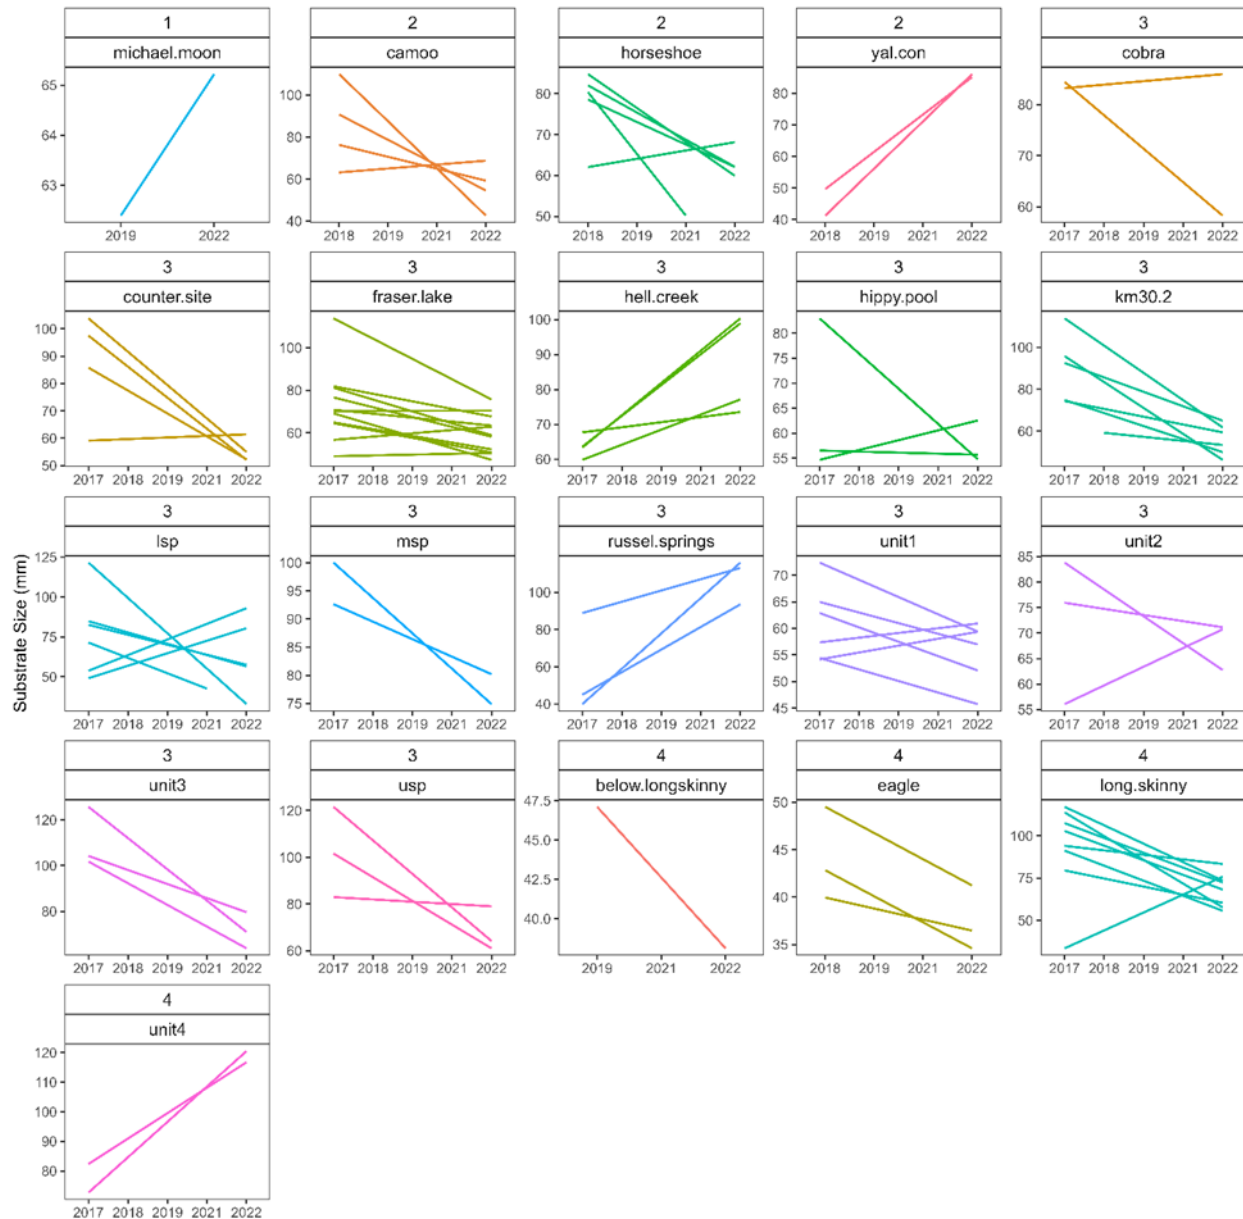 1 2 2 2 3
michael.moon camoo horseshoe yal.con cobra
65 64 63 2019 2022
100 80 60 40 2018 2019 2021 2022
80 70 60 50 2018 2019 2021 2022
80 60 40 2018 2019 2021 2022
80 70 60 2017 2018 2019 2021 2022
3 3 3 3 3
counter.site fraser.lake hell.creek hippy.pool km30.2
100 90 80 70 60 50 2017 2018 2019 2021 2022
100 80 60 2017 2018 2019 2021 2022
100 90 80 70 60 2017 2018 2019 2021 2022
80 75 70 65 60 55 2017 2018 2019 2021 2022
100 80 60 2017 2018 2019 2021 2022
Substrate Size (mm)
3 3 3 3 3
lsp msp russel.springs unit1 unit2
125 100 75 50 2017 2018 2019 2021 2022
100 95 90 85 80 75 2017 2018 2019 2021 2022
100 80 60 40 2017 2018 2019 2021 2022
70 65 60 55 50 45 2017 2018 2019 2021 2022
85 80 75 70 65 60 55 2017 2018 2019 2021 2022
3 3 4 4 4
unit3 usp below.longskinny eagle long.skinny
120 100 80 2017 2018 2019 2021 2022
120 100 80 60 2017 2018 2019 2021 2022
47.5 45.0 42.5 40.0 2019 2021 2022
50 45 40 35 2018 2019 2021 2022
100 75 50 2017 2018 2019 2021 2022
4
unit4
120 110 100 90 80 2017 2018 2019 2021 2022